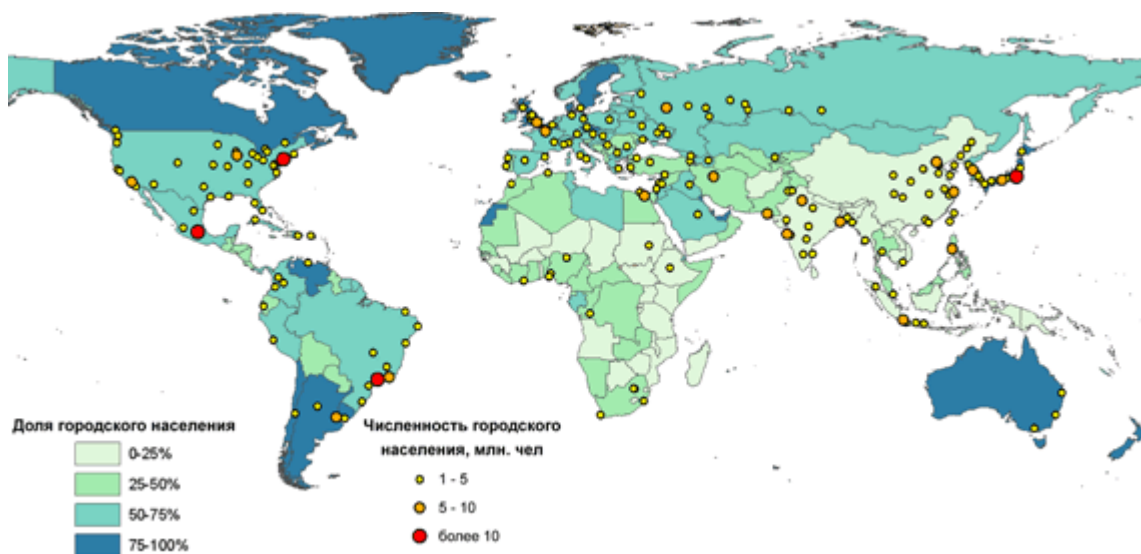 Доля городского населения
0-25%
25-50%
50-75%
75-100%
Численность городского
населения, млн. чел
1 - 5
5 - 10
более 10